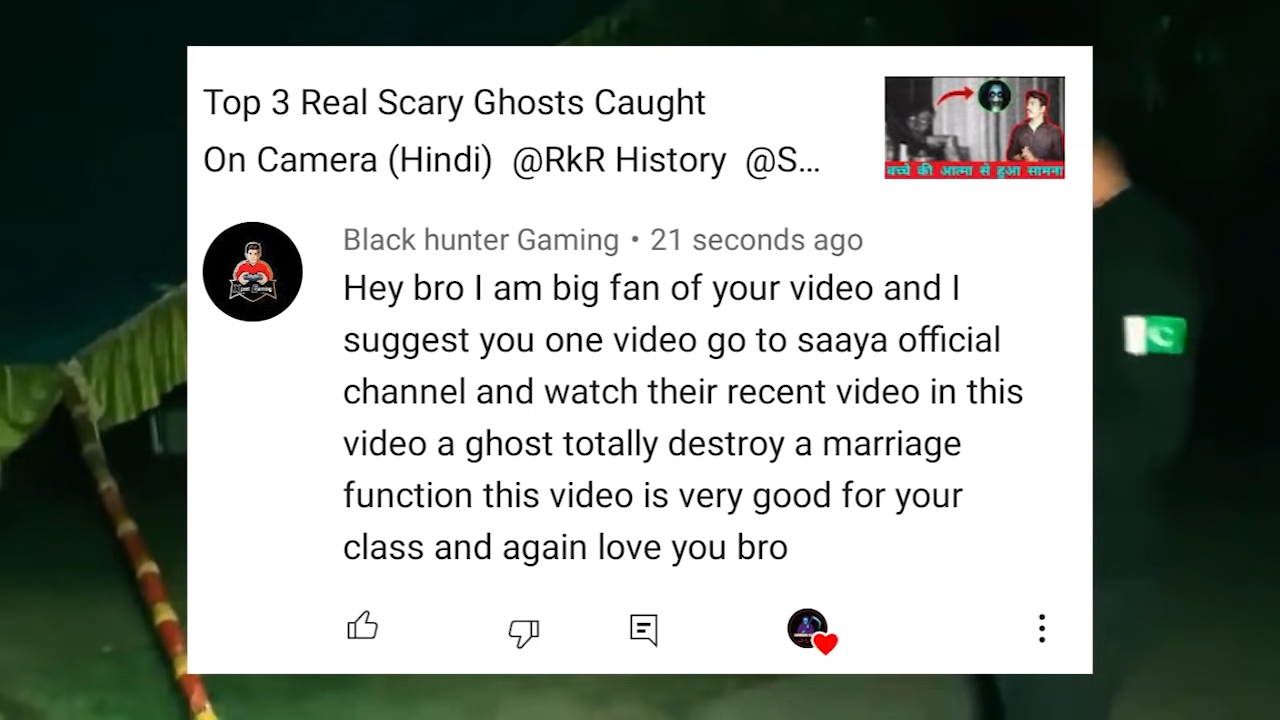 Top 3 Real Scary Ghosts Caught
On Camera (Hindi) @RkR History @S...
बच्चे की आत्मा से हुआ सामना
Black hunter Gaming • 21 seconds ago
Hey bro I am big fan of your video and I
suggest you one video go to saaya official
channel and watch their recent video in this
video a ghost totally destroy a marriage
function this video is very good for your
class and again love you bro